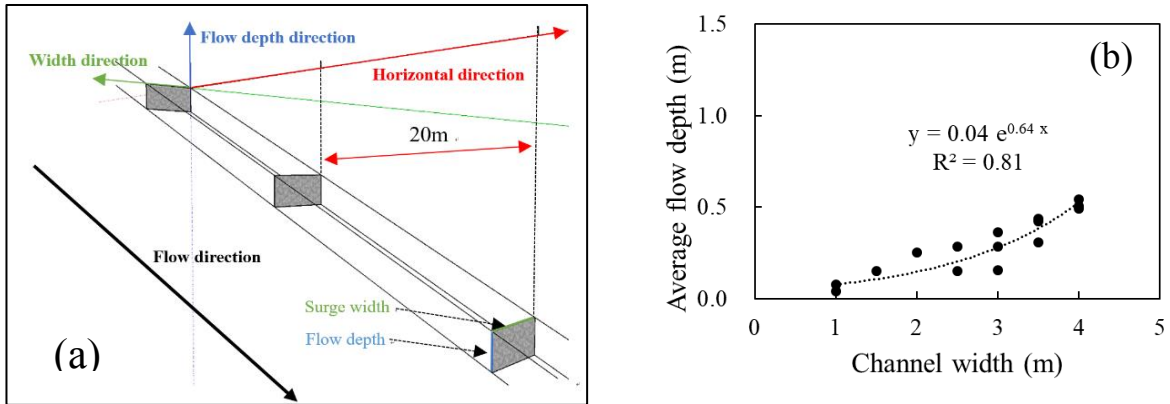 Flow depth direction
Width direction
Horizontal direction
20m
Flow direction
Surge width
Flow depth
(a)
(b)
Average flow depth (m)
1.5
1.0
0.5
0.0
y = 0.04 e^0.64 x
R² = 0.81
0 1 2 3 4 5
Channel width (m)